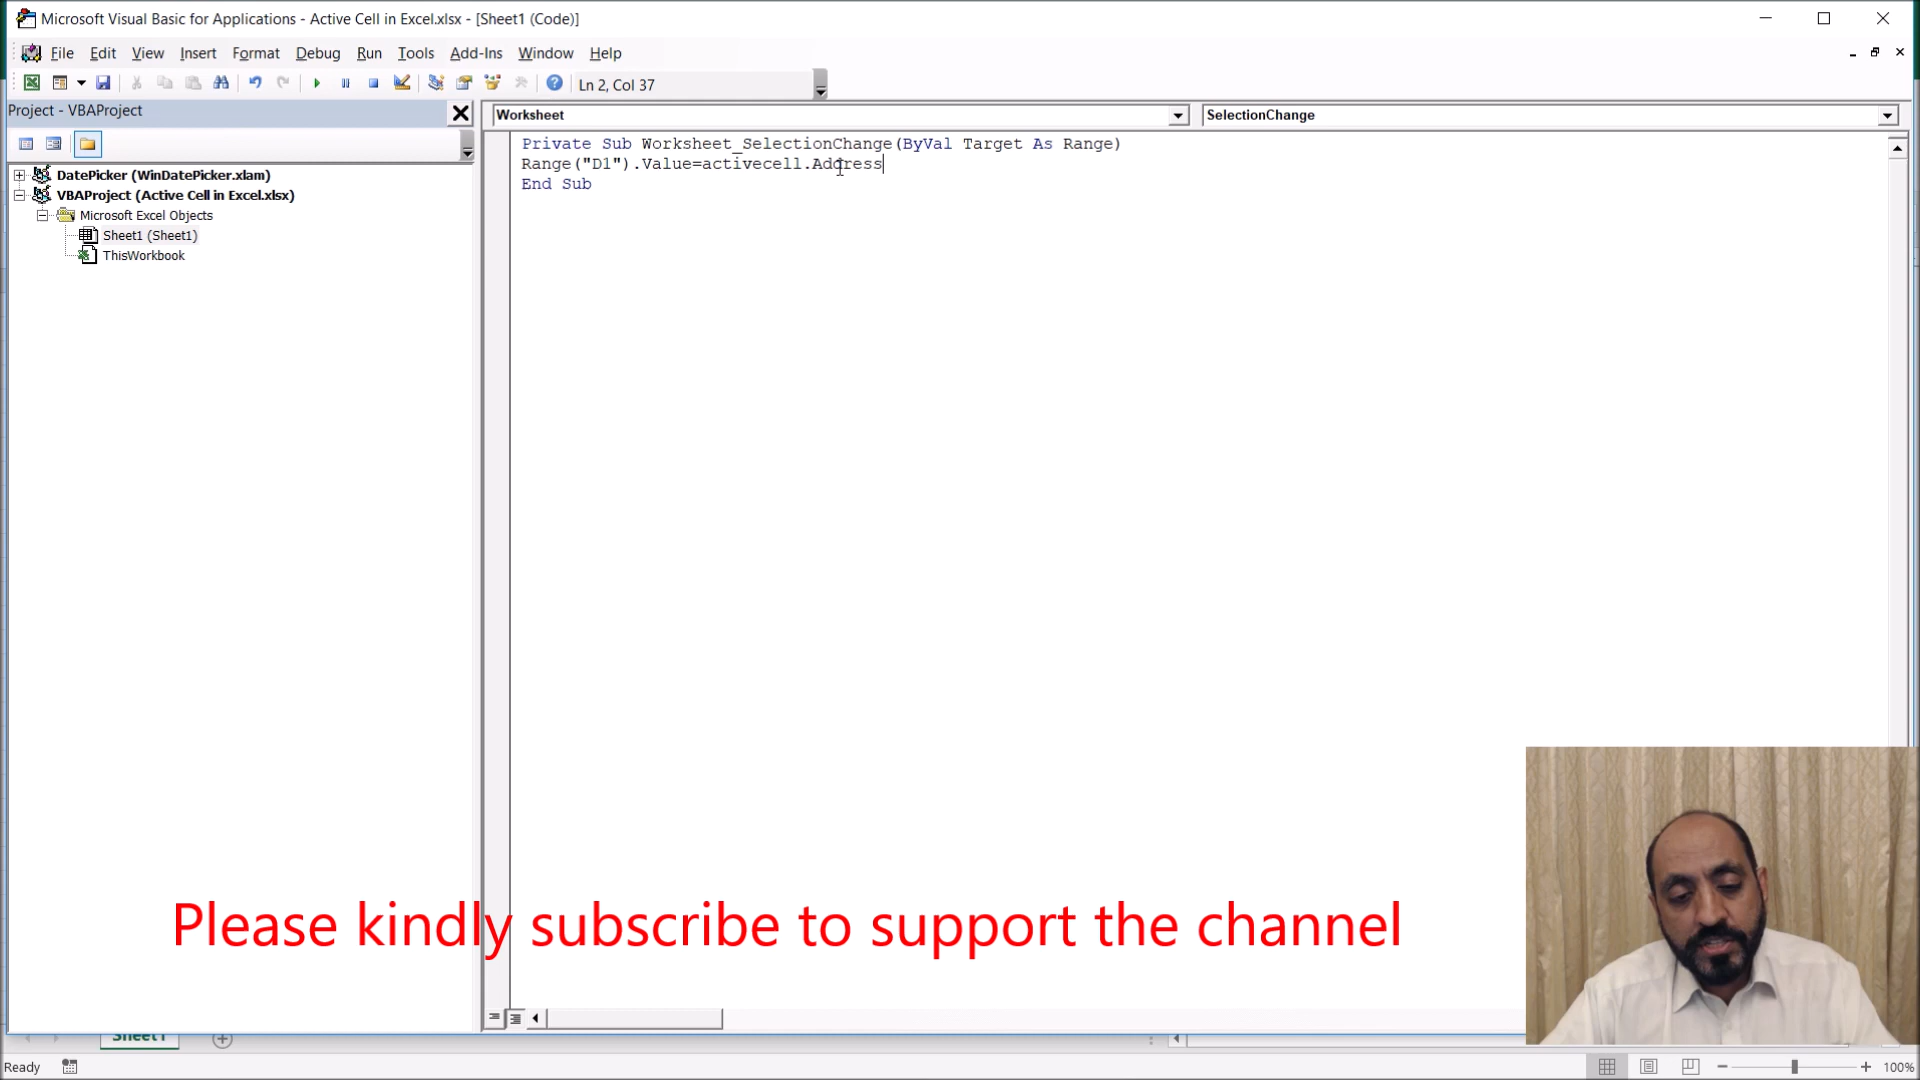 Microsoft Visual Basic for Applications - Active Cell in Excel.xlsx - [Sheet1 (Code)]
File Edit View Insert Format Debug Run Tools Add-Ins Window Help
Ln 2, Col 37
Project - VBAProject
Worksheet
SelectionChange
DatePicker (WinDatePicker.xlam)
VBAProject (Active Cell in Excel.xlsx)
Microsoft Excel Objects
Sheet1 (Sheet1)
ThisWorkbook
Private Sub Worksheet_SelectionChange(ByVal Target As Range)
Range("D1").Value=activecell.Address
End Sub
Please kindly subscribe to support the channel
Sheet1
Ready
100%